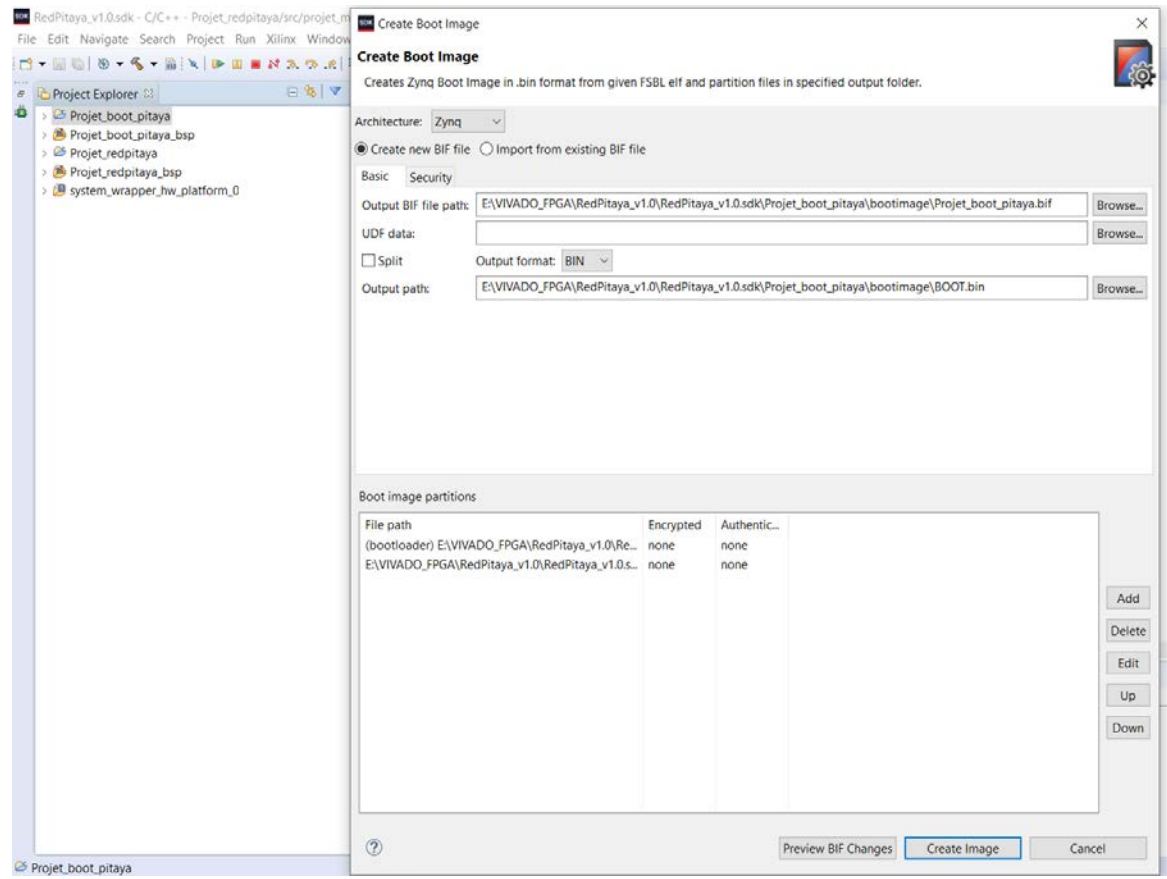 RedPitaya_v1.0.sdk - C/C++ - Projet_redpitaya/src/projet_m
File Edit Navigate Search Project Run Xilinx Window
Project Explorer
Projet_boot_pitaya
Projet_boot_pitaya_bsp
Projet_redpitaya
Projet_redpitaya_bsp
system_wrapper_hw_platform_0
Projet_boot_pitaya
SDK Create Boot Image
Create Boot Image
Creates Zynq Boot Image in .bin format from given FSBL elf and partition files in specified output folder.
Architecture: Zynq
Create new BIF file Import from existing BIF file
Basic Security
Output BIF file path: E:\VIVADO_FPGA\RedPitaya_v1.0\RedPitaya_v1.0.sdk\Projet_boot_pitaya\bootimage\Projet_boot_pitaya.bif Browse...
UDF data: Browse...
Split Output format: BIN
Output path: E:\VIVADO_FPGA\RedPitaya_v1.0\RedPitaya_v1.0.sdk\Projet_boot_pitaya\bootimage\BOOT.bin Browse...
Boot image partitions
File path Encrypted Authentic...
(bootloader) E:\VIVADO_FPGA\RedPitaya_v1.0\Re... none none
E:\VIVADO_FPGA\RedPitaya_v1.0\RedPitaya_v1.0.s... none none
Add
Delete
Edit
Up
Down
Preview BIF Changes Create Image Cancel